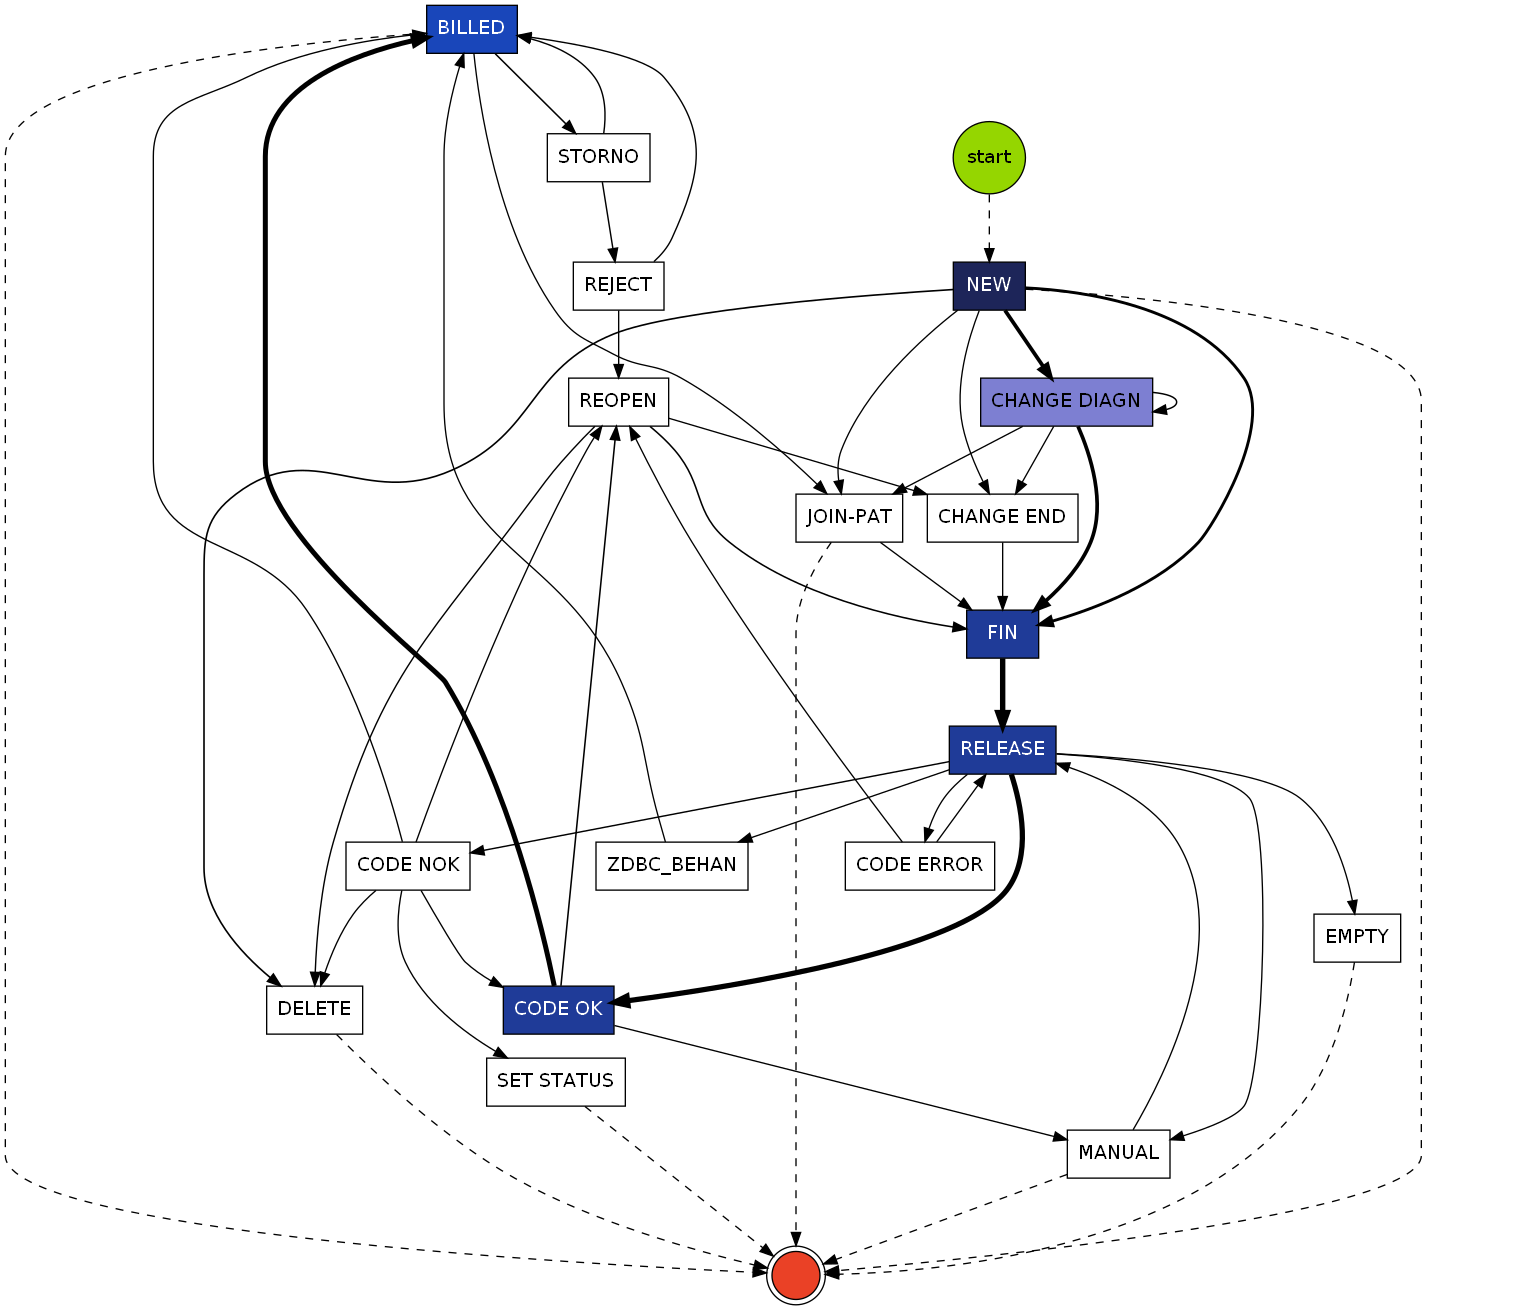 BILLED
STORNO
start
REJECT
NEW
REOPEN
CHANGE DIAGN
JOIN-PAT
CHANGE END
FIN
RELEASE
CODE NOK
ZDBC_BEHAN
CODE ERROR
EMPTY
DELETE
CODE OK
SET STATUS
MANUAL